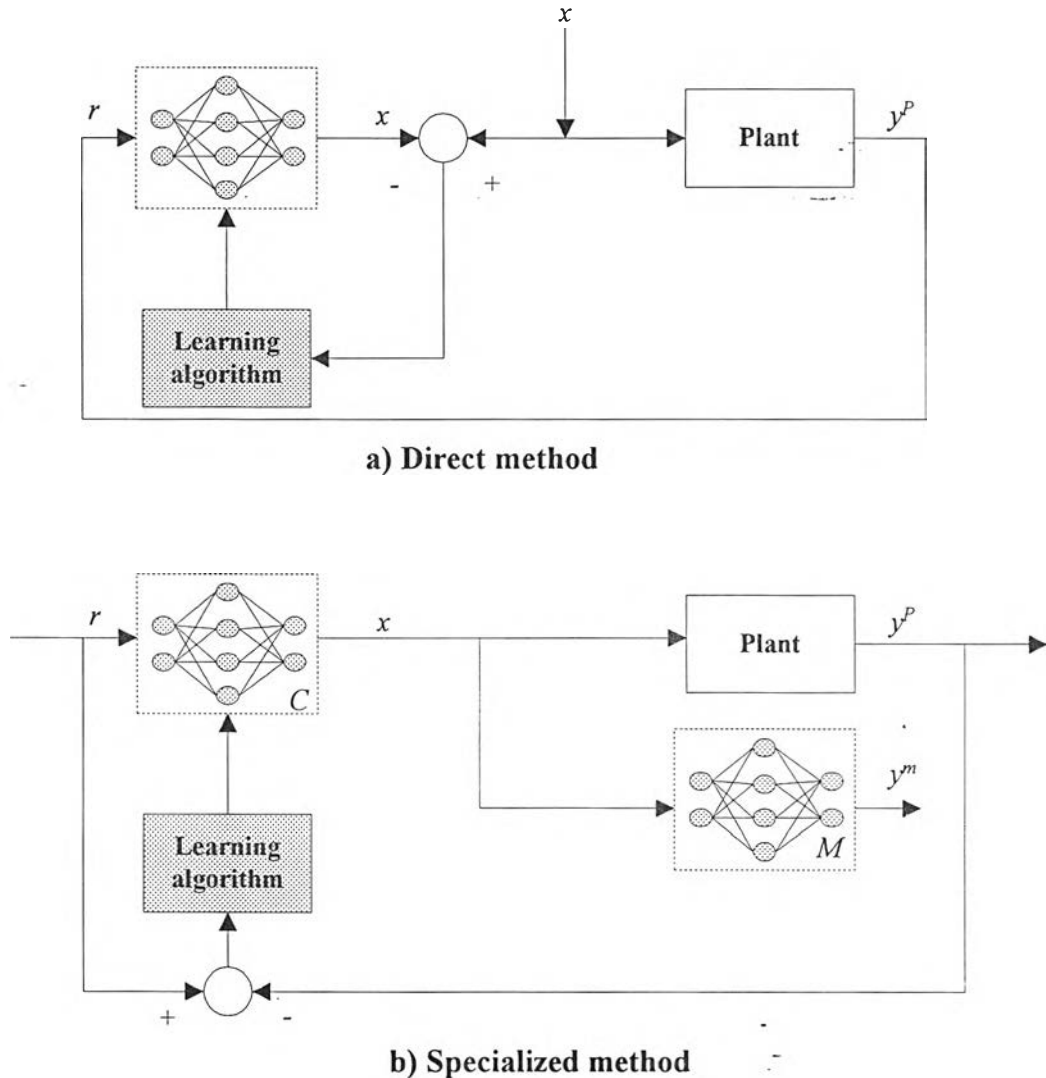 x
r
x
Plant
y^P
-
+
Learning
algorithm
a) Direct method
r
x
Plant
y^P
C
y^m
M
Learning
algorithm
+
-
b) Specialized method